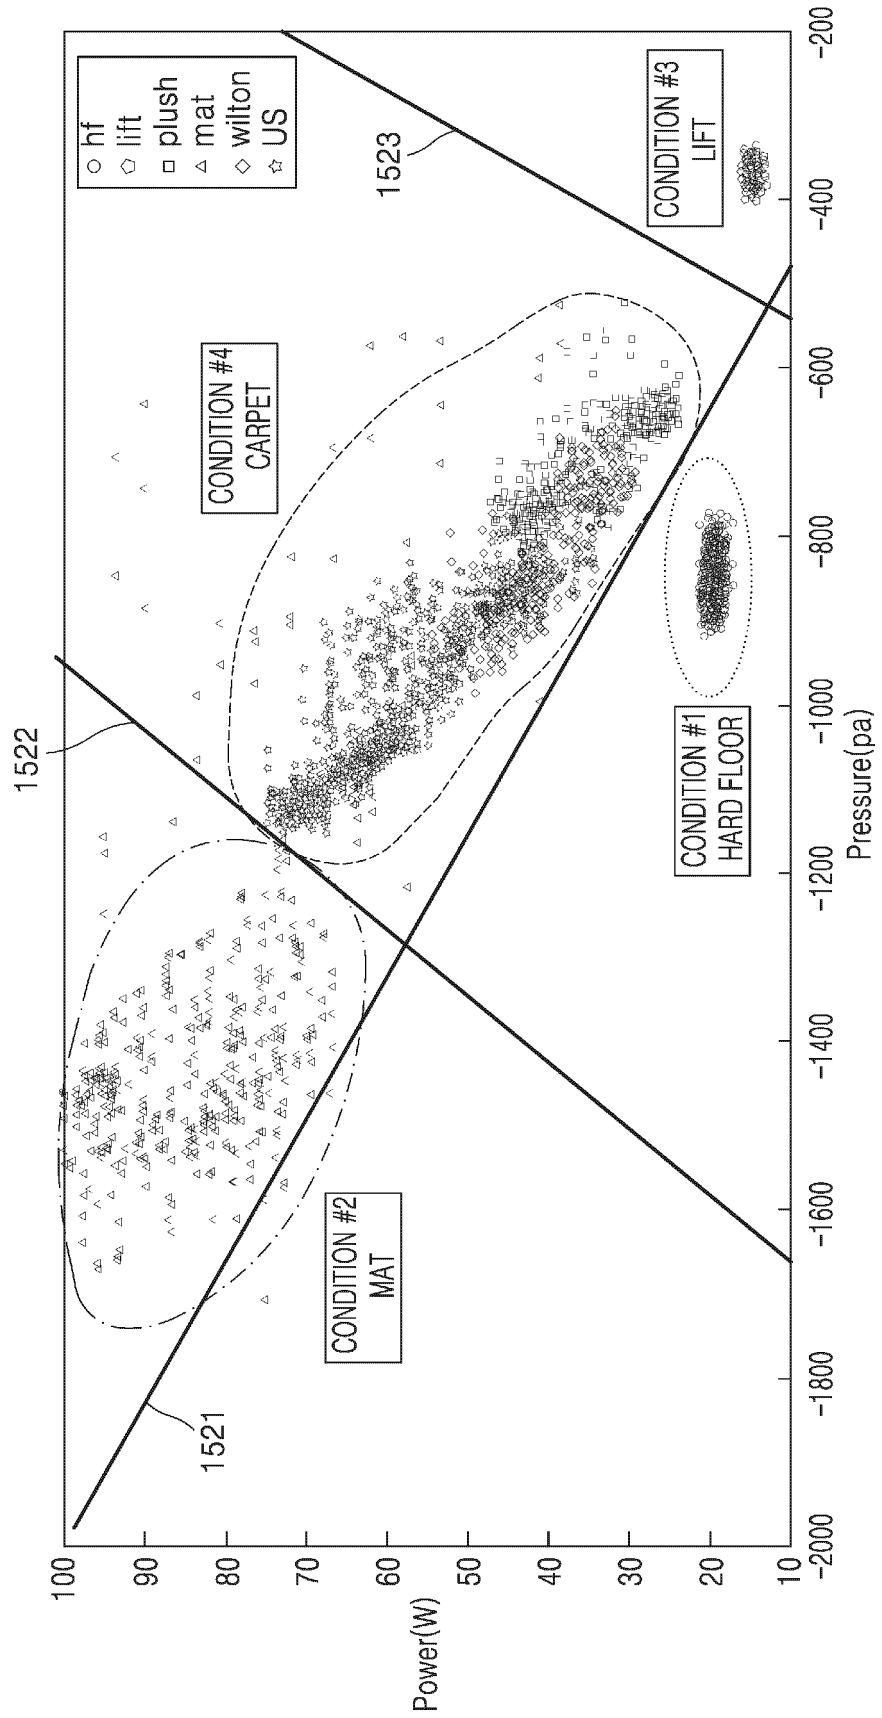 1522
1523
1521
hf
lift
plush
mat
wilton
US
CONDITION #4
CARPET
CONDITION #3
LIFT
CONDITION #2
MAT
CONDITION #1
HARD FLOOR
Power(W)
100
90
80
70
60
50
40
30
20
10
-2000
-1800
-1600
-1400
-1200
-1000
-800
-600
-400
-200
Pressure(pa)